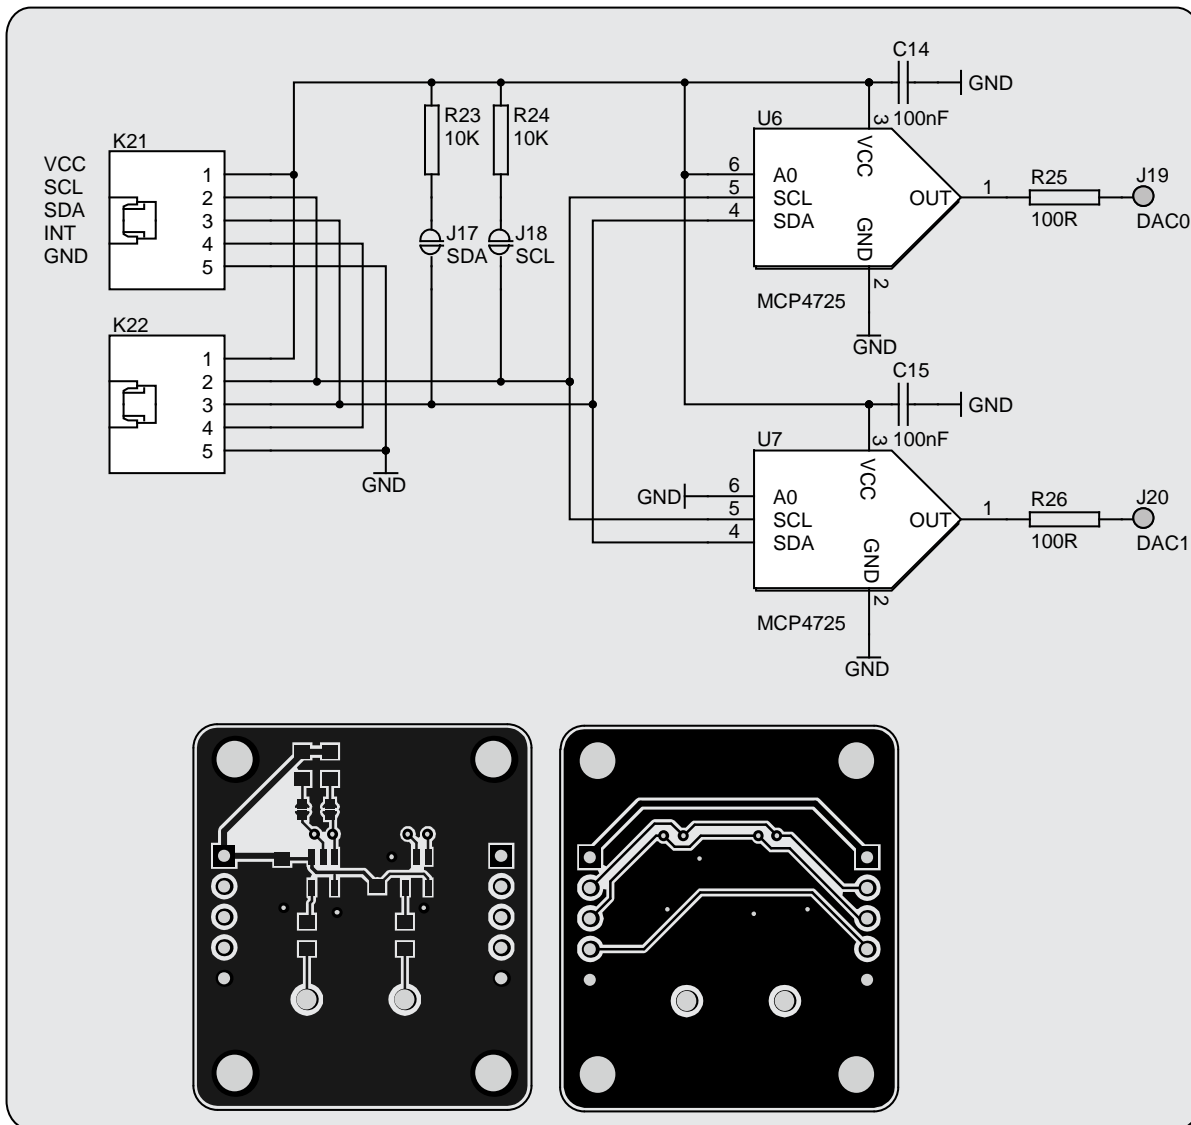 C14
GND
100nF
R23
10K
R24
10K
U6
3
VCC
6
A0
5
SCL
4
SDA
OUT
1
GND
2
MCP4725
GND
R25
100R
J19
DAC0
K21
VCC
SCL
SDA
INT
GND
1
2
3
4
5
J17
SDA
J18
SCL
K22
1
2
3
4
5
GND
C15
GND
100nF
U7
3
VCC
GND
6
A0
5
SCL
4
SDA
OUT
1
GND
2
MCP4725
GND
R26
100R
J20
DAC1